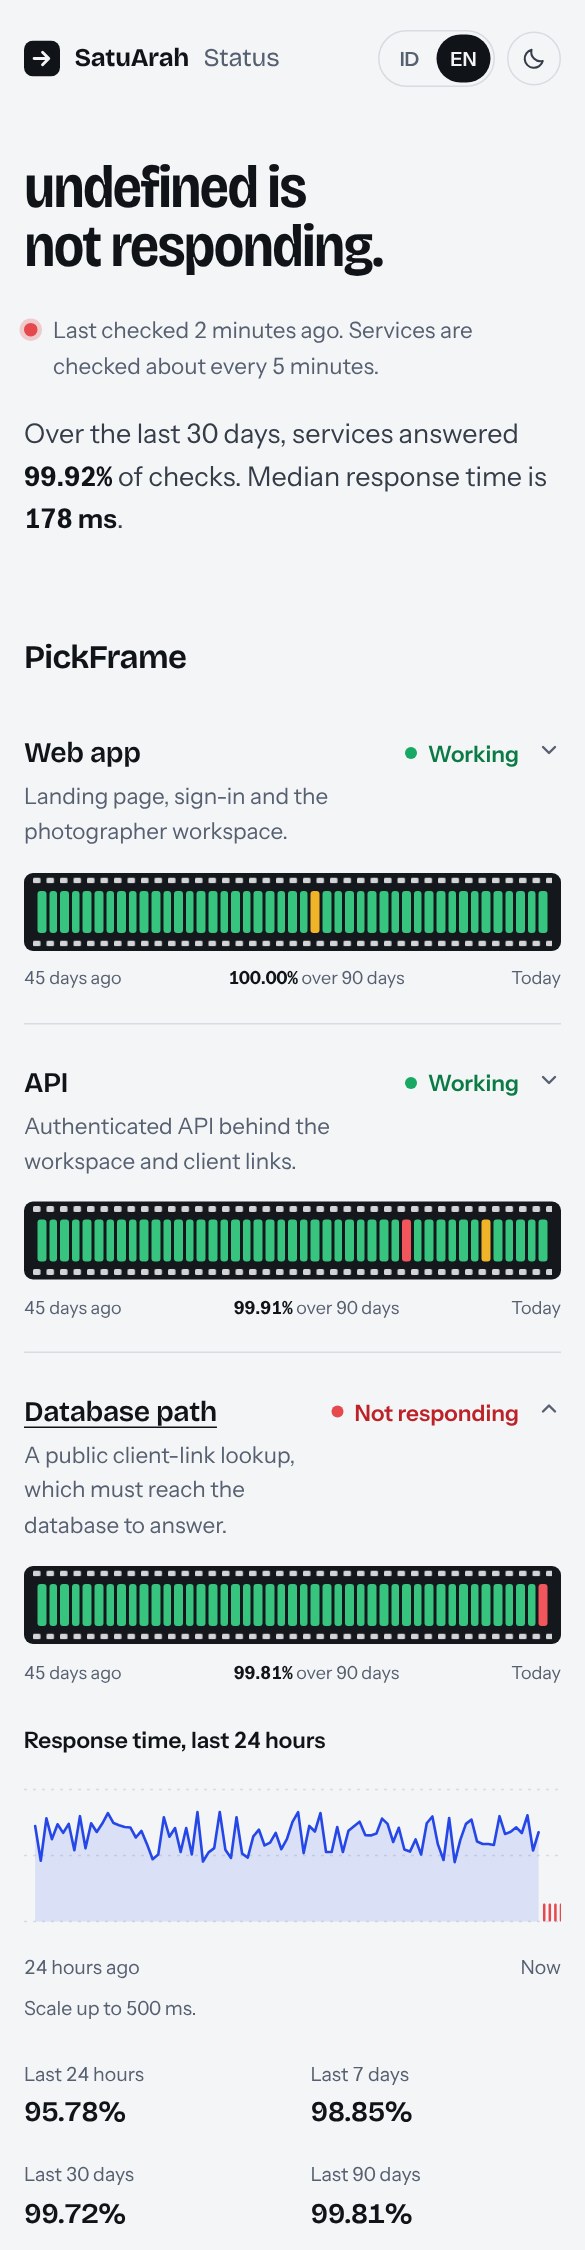 SatuArah Status
ID EN
undefined is
not responding.
Last checked 2 minutes ago. Services are
checked about every 5 minutes.
Over the last 30 days, services answered
99.92% of checks. Median response time is
178 ms.
PickFrame
Web app
Working
Landing page, sign-in and the
photographer workspace.
45 days ago
100.00% over 90 days
Today
API
Working
Authenticated API behind the
workspace and client links.
45 days ago
99.91% over 90 days
Today
Database path
Not responding
A public client-link lookup,
which must reach the
database to answer.
45 days ago
99.81% over 90 days
Today
Response time, last 24 hours
24 hours ago
Now
Scale up to 500 ms.
Last 24 hours
95.78%
Last 7 days
98.85%
Last 30 days
99.72%
Last 90 days
99.81%